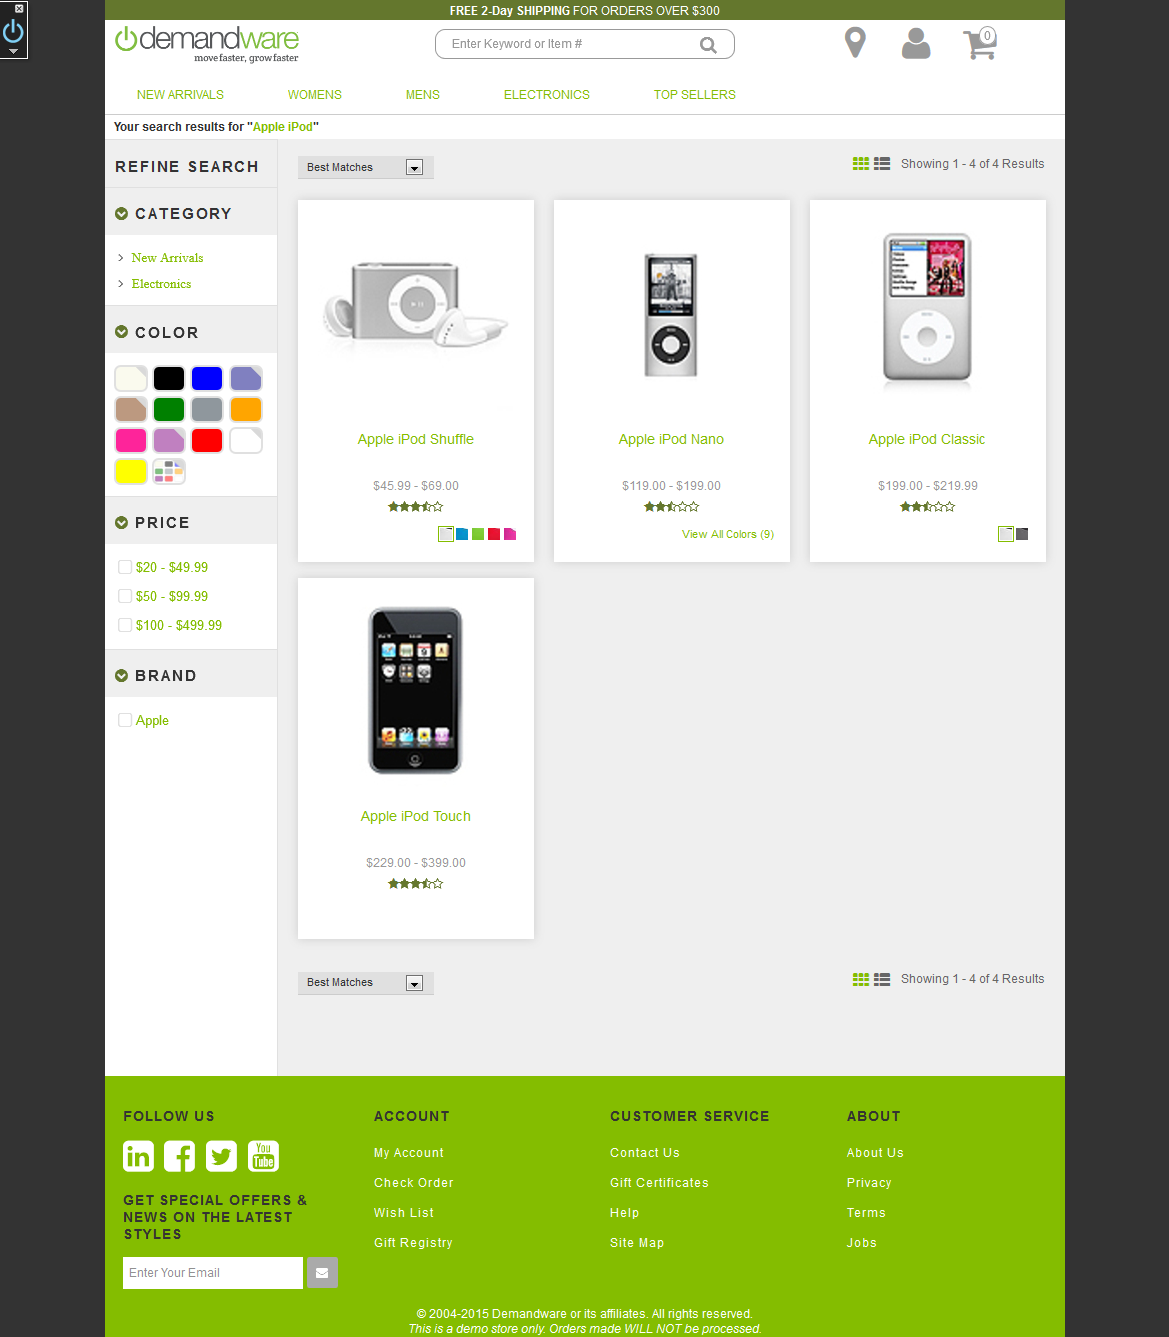 FREE 2-Day SHIPPING FOR ORDERS OVER $300
demandware
move faster, grow faster
Enter Keyword or Item #
0
NEW ARRIVALS WOMENS MENS ELECTRONICS TOP SELLERS
Your search results for "Apple iPod"
REFINE SEARCH
CATEGORY
New Arrivals
Electronics
COLOR
PRICE
$20 - $49.99
$50 - $99.99
$100 - $499.99
BRAND
Apple
Best Matches
Showing 1 - 4 of 4 Results
Apple iPod Shuffle
$45.99 - $69.00
Apple iPod Nano
$119.00 - $199.00
View All Colors (9)
Apple iPod Classic
$199.00 - $219.99
Apple iPod Touch
$229.00 - $399.00
Best Matches
Showing 1 - 4 of 4 Results
FOLLOW US
You
Tube
GET SPECIAL OFFERS &
NEWS ON THE LATEST
STYLES
Enter Your Email
ACCOUNT
My Account
Check Order
Wish List
Gift Registry
CUSTOMER SERVICE
Contact Us
Gift Certificates
Help
Site Map
ABOUT
About Us
Privacy
Terms
Jobs
© 2004-2015 Demandware or its affiliates. All rights reserved.
This is a demo store only. Orders made WILL NOT be processed.